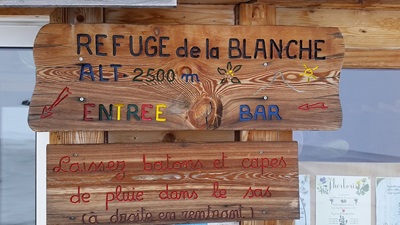 REFUGE de la BLANCHE
ALT 2500 m
ENTREE BAR
Laissez batons et capes
de pluie dans le sas
(à droite en rentrant)